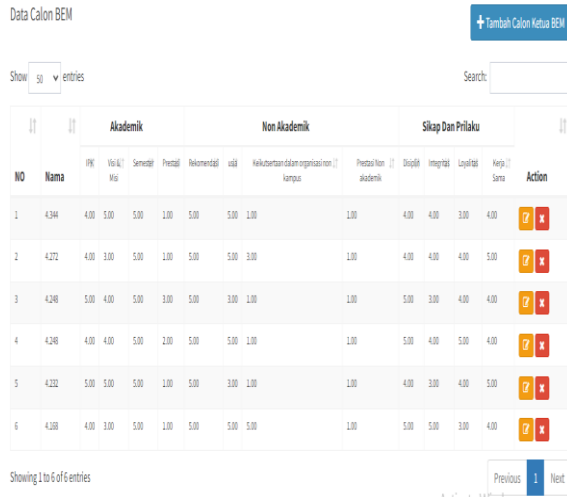 Data Calon BEM
Tambah Calon Ketua BEM
Show 50 entries
Search:
Akademik Non Akademik Sikap Dan Prilaku
NO Nama IPK Visi & Misi Semester Prestasi Rekomendasi usia Keikutsertaan dalam organisasi non kampus Prestasi Non akademik Disiplin Integritas Loyalitas Kerja Sama Action
1 4.344 4.00 5.00 5.00 1.00 5.00 5.00 1.00 1.00 4.00 4.00 3.00 4.00
2 4.272 4.00 3.00 5.00 1.00 5.00 5.00 3.00 1.00 4.00 4.00 4.00 5.00
3 4.248 5.00 4.00 5.00 3.00 5.00 3.00 1.00 1.00 5.00 3.00 4.00 4.00
4 4.248 4.00 4.00 5.00 2.00 5.00 5.00 1.00 1.00 5.00 4.00 5.00 4.00
5 4.232 5.00 5.00 5.00 1.00 5.00 3.00 1.00 1.00 4.00 3.00 4.00 5.00
6 4.168 4.00 3.00 5.00 1.00 5.00 5.00 5.00 1.00 5.00 5.00 3.00 4.00
Showing 1 to 6 of 6 entries
Previous 1 Next